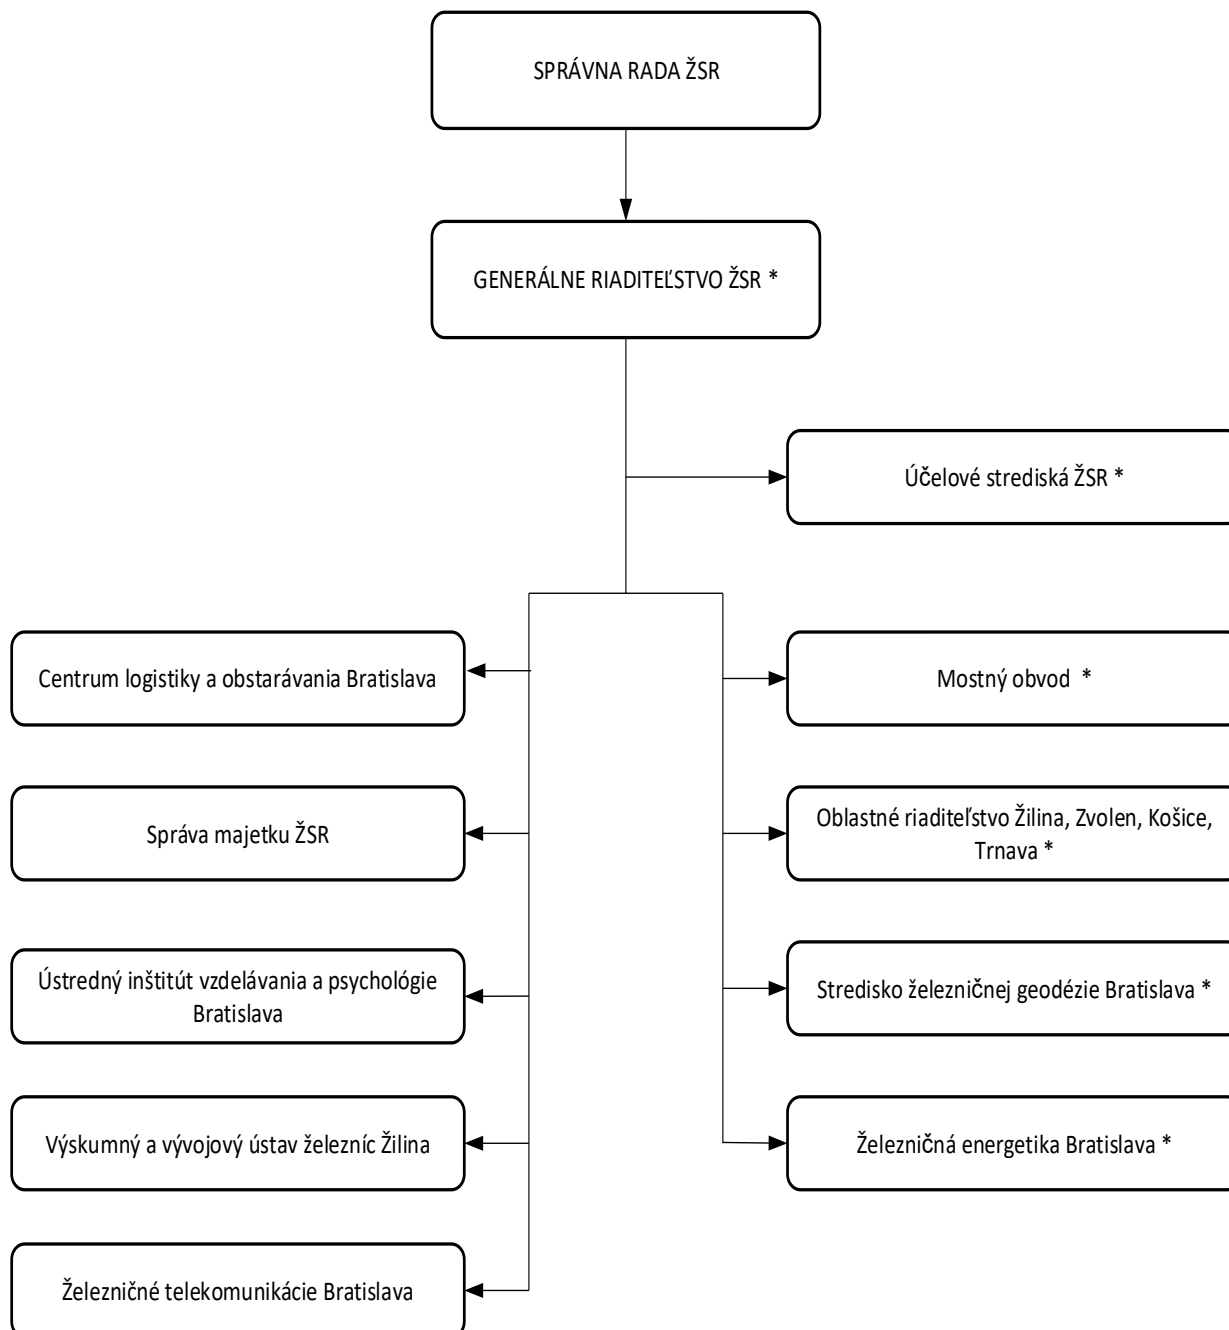 SPRÁVNA RADA ŽSR
GENERÁLNE RIADITEĽSTVO ŽSR *
Účelové strediská ŽSR *
Centrum logistiky a obstarávania Bratislava
Mostný obvod *
Správa majetku ŽSR
Oblastné riaditeľstvo Žilina, Zvolen, Košice,
Trnava *
Ústredný inštitút vzdelávania a psychológie
Bratislava
Stredisko železničnej geodézie Bratislava *
Výskumný a vývojový ústav železníc Žilina
Železničná energetika Bratislava *
Železničné telekomunikácie Bratislava